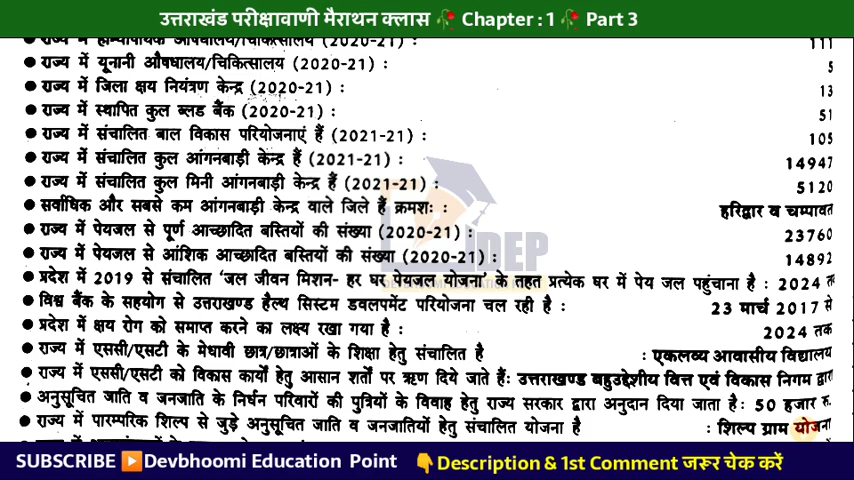 उत्तराखंड परीक्षावाणी मैराथन क्लास 🥀 Chapter : 1 🥀 Part 3
राज्य में होम्योपैथिक औषधालय/चिकित्सालय (2020-21) : 111
● राज्य में यूनानी औषधालय/चिकित्सालय (2020-21) : 5
● राज्य में जिला क्षय नियंत्रण केन्द्र (2020-21) : 13
● राज्य में स्थापित कुल ब्लड बैंक (2020-21) : 51
● राज्य में संचालित बाल विकास परियोजनाएं हैं (2021-21) : 105
● राज्य में संचालित कुल आंगनबाड़ी केन्द्र हैं (2021-21) : 14947
● राज्य में संचालित कुल मिनी आंगनबाड़ी केन्द्र हैं (2021-21) : 5120
● सर्वाधिक और सबसे कम आंगनबाड़ी केन्द्र वाले जिले हैं क्रमशः : हरिद्वार व चम्पावत
● राज्य में पेयजल से पूर्ण आच्छादित बस्तियों की संख्या (2020-21) : 23760
● राज्य में पेयजल से आंशिक आच्छादित बस्तियों की संख्या (2020-21) : 14892
● प्रदेश में 2019 से संचालित ‘जल जीवन मिशन- हर घर पेयजल योजना’ के तहत प्रत्येक घर में पेय जल पहुंचाना है : 2024 तक
● विश्व बैंक के सहयोग से उत्तराखण्ड हैल्थ सिस्टम डवलपमेंट परियोजना चल रही है : 23 मार्च 2017 से
● प्रदेश में क्षय रोग को समाप्त करने का लक्ष्य रखा गया है : 2024 तक
● राज्य में एससी/एसटी के मेधावी छात्र/छात्राओं के शिक्षा हेतु संचालित है : एकलव्य आवासीय विद्यालय
● राज्य में एससी/एसटी को विकास कार्यों हेतु आसान शर्तों पर ऋण दिये जाते हैंः उत्तराखण्ड बहुउद्देशीय वित्त एवं विकास निगम द्वारा
● अनुसूचित जाति व जनजाति के निर्धन परिवारों की पुत्रियों के विवाह हेतु राज्य सरकार द्वारा अनुदान दिया जाता है : 50 हजार रु.
● राज्य में पारम्परिक शिल्प से जुड़े अनुसूचित जाति व जनजातियों हेतु संचालित योजना है : शिल्प ग्राम योजना
SUBSCRIBE ▶️Devbhoomi Education Point 👇Description & 1st Comment जरूर चेक करें